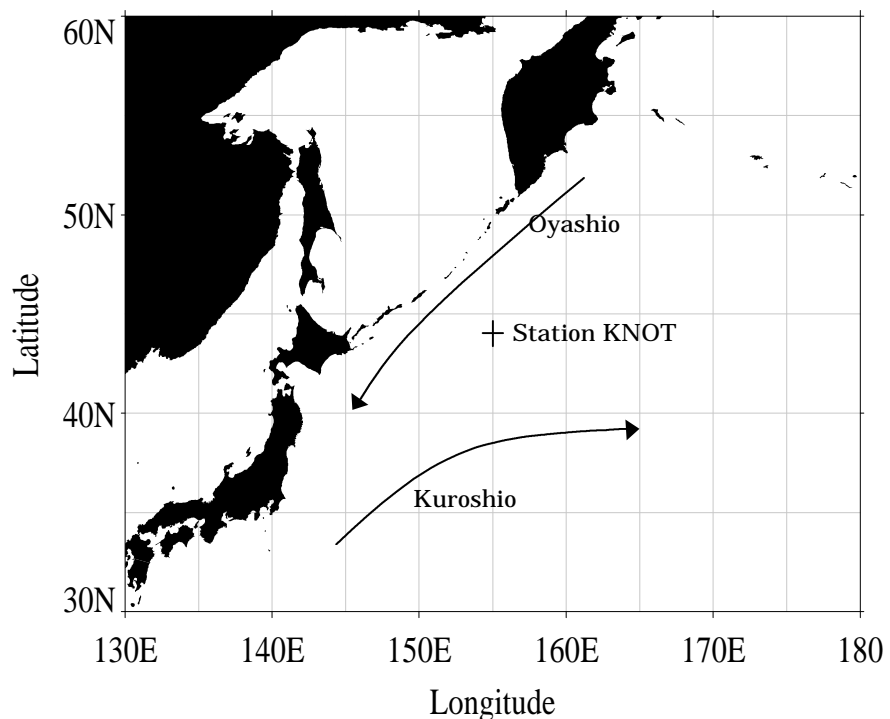 60N
50N
Oyashio
Latitude
Station KNOT
40N
Kuroshio
30N
130E 140E 150E 160E 170E 180
Longitude